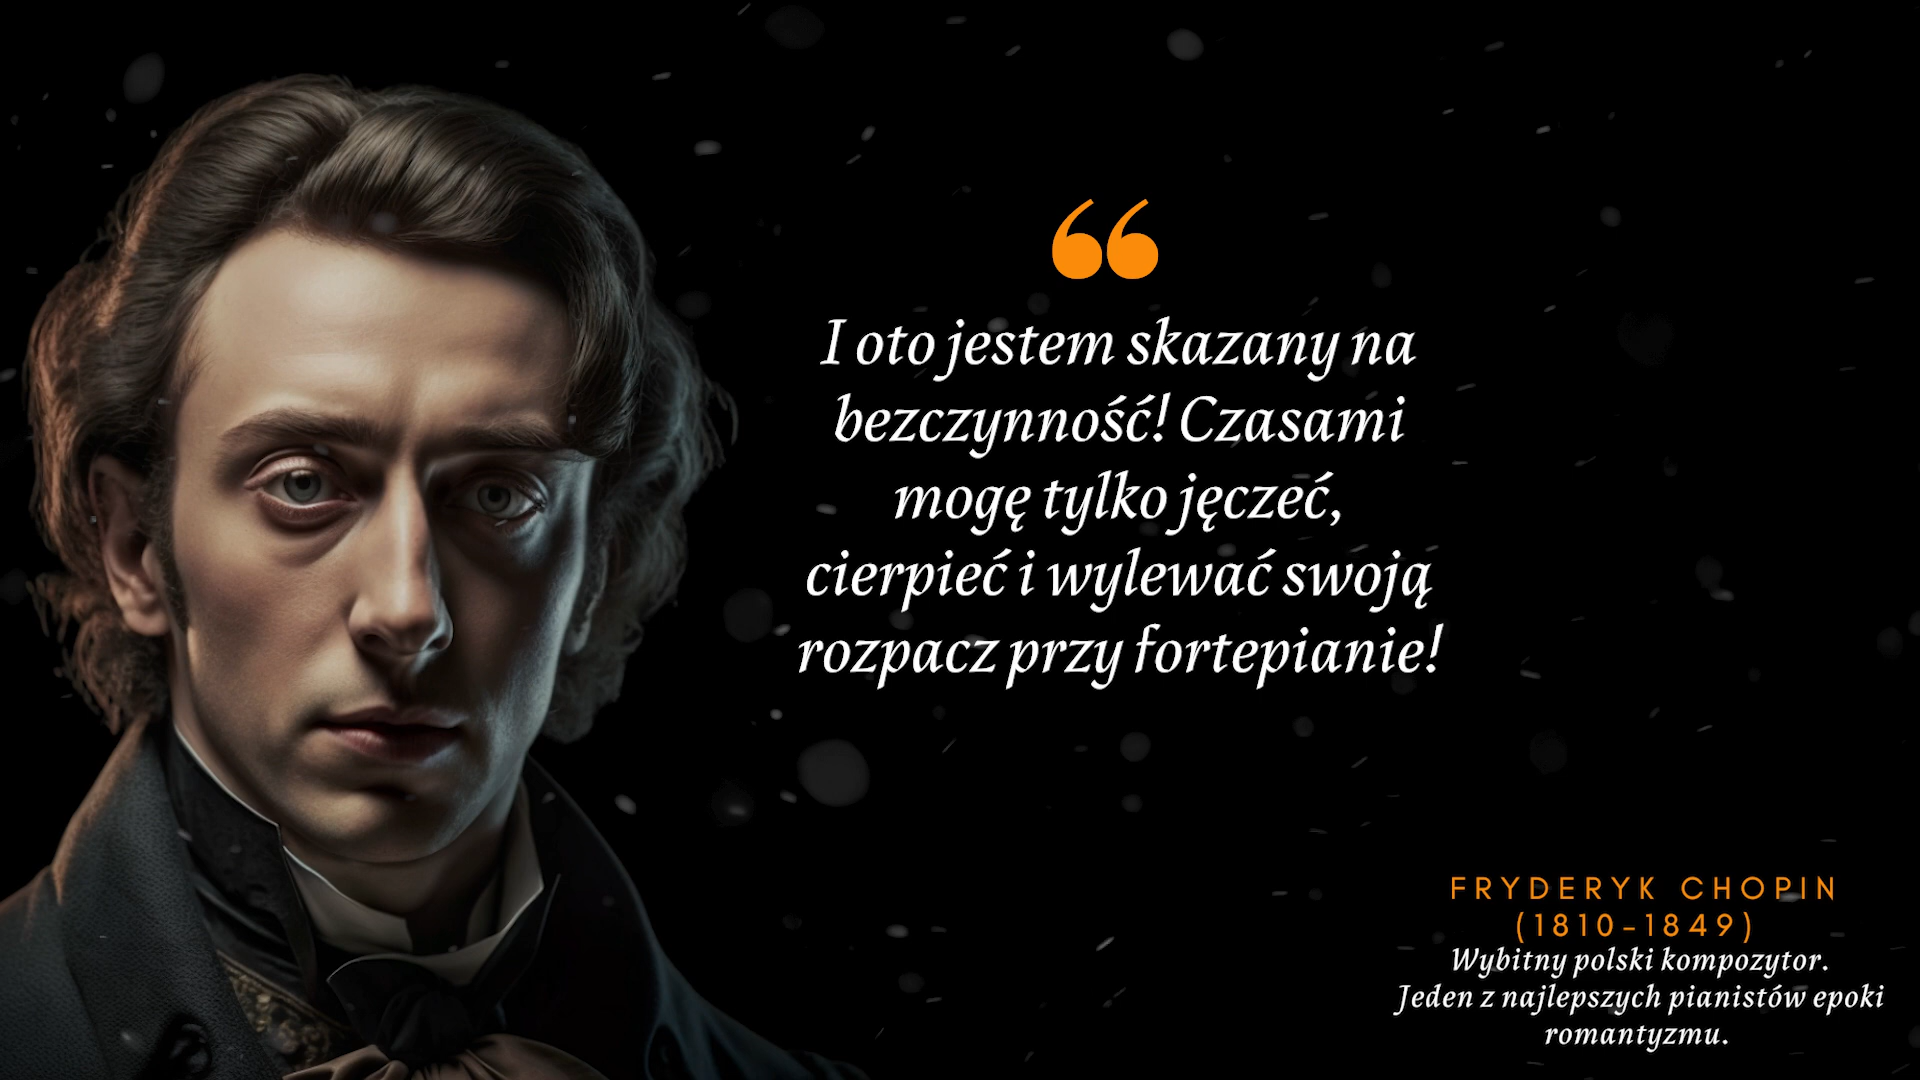 I oto jestem skazany na
bezczynność! Czasami
mogę tylko jęczeć,
cierpieć i wylewać swoją
rozpacz przy fortepianie!
FRYDERYK CHOPIN
(1810-1849)
Wybitny polski kompozytor.
Jeden z najlepszych pianistów epoki
romantyzmu.